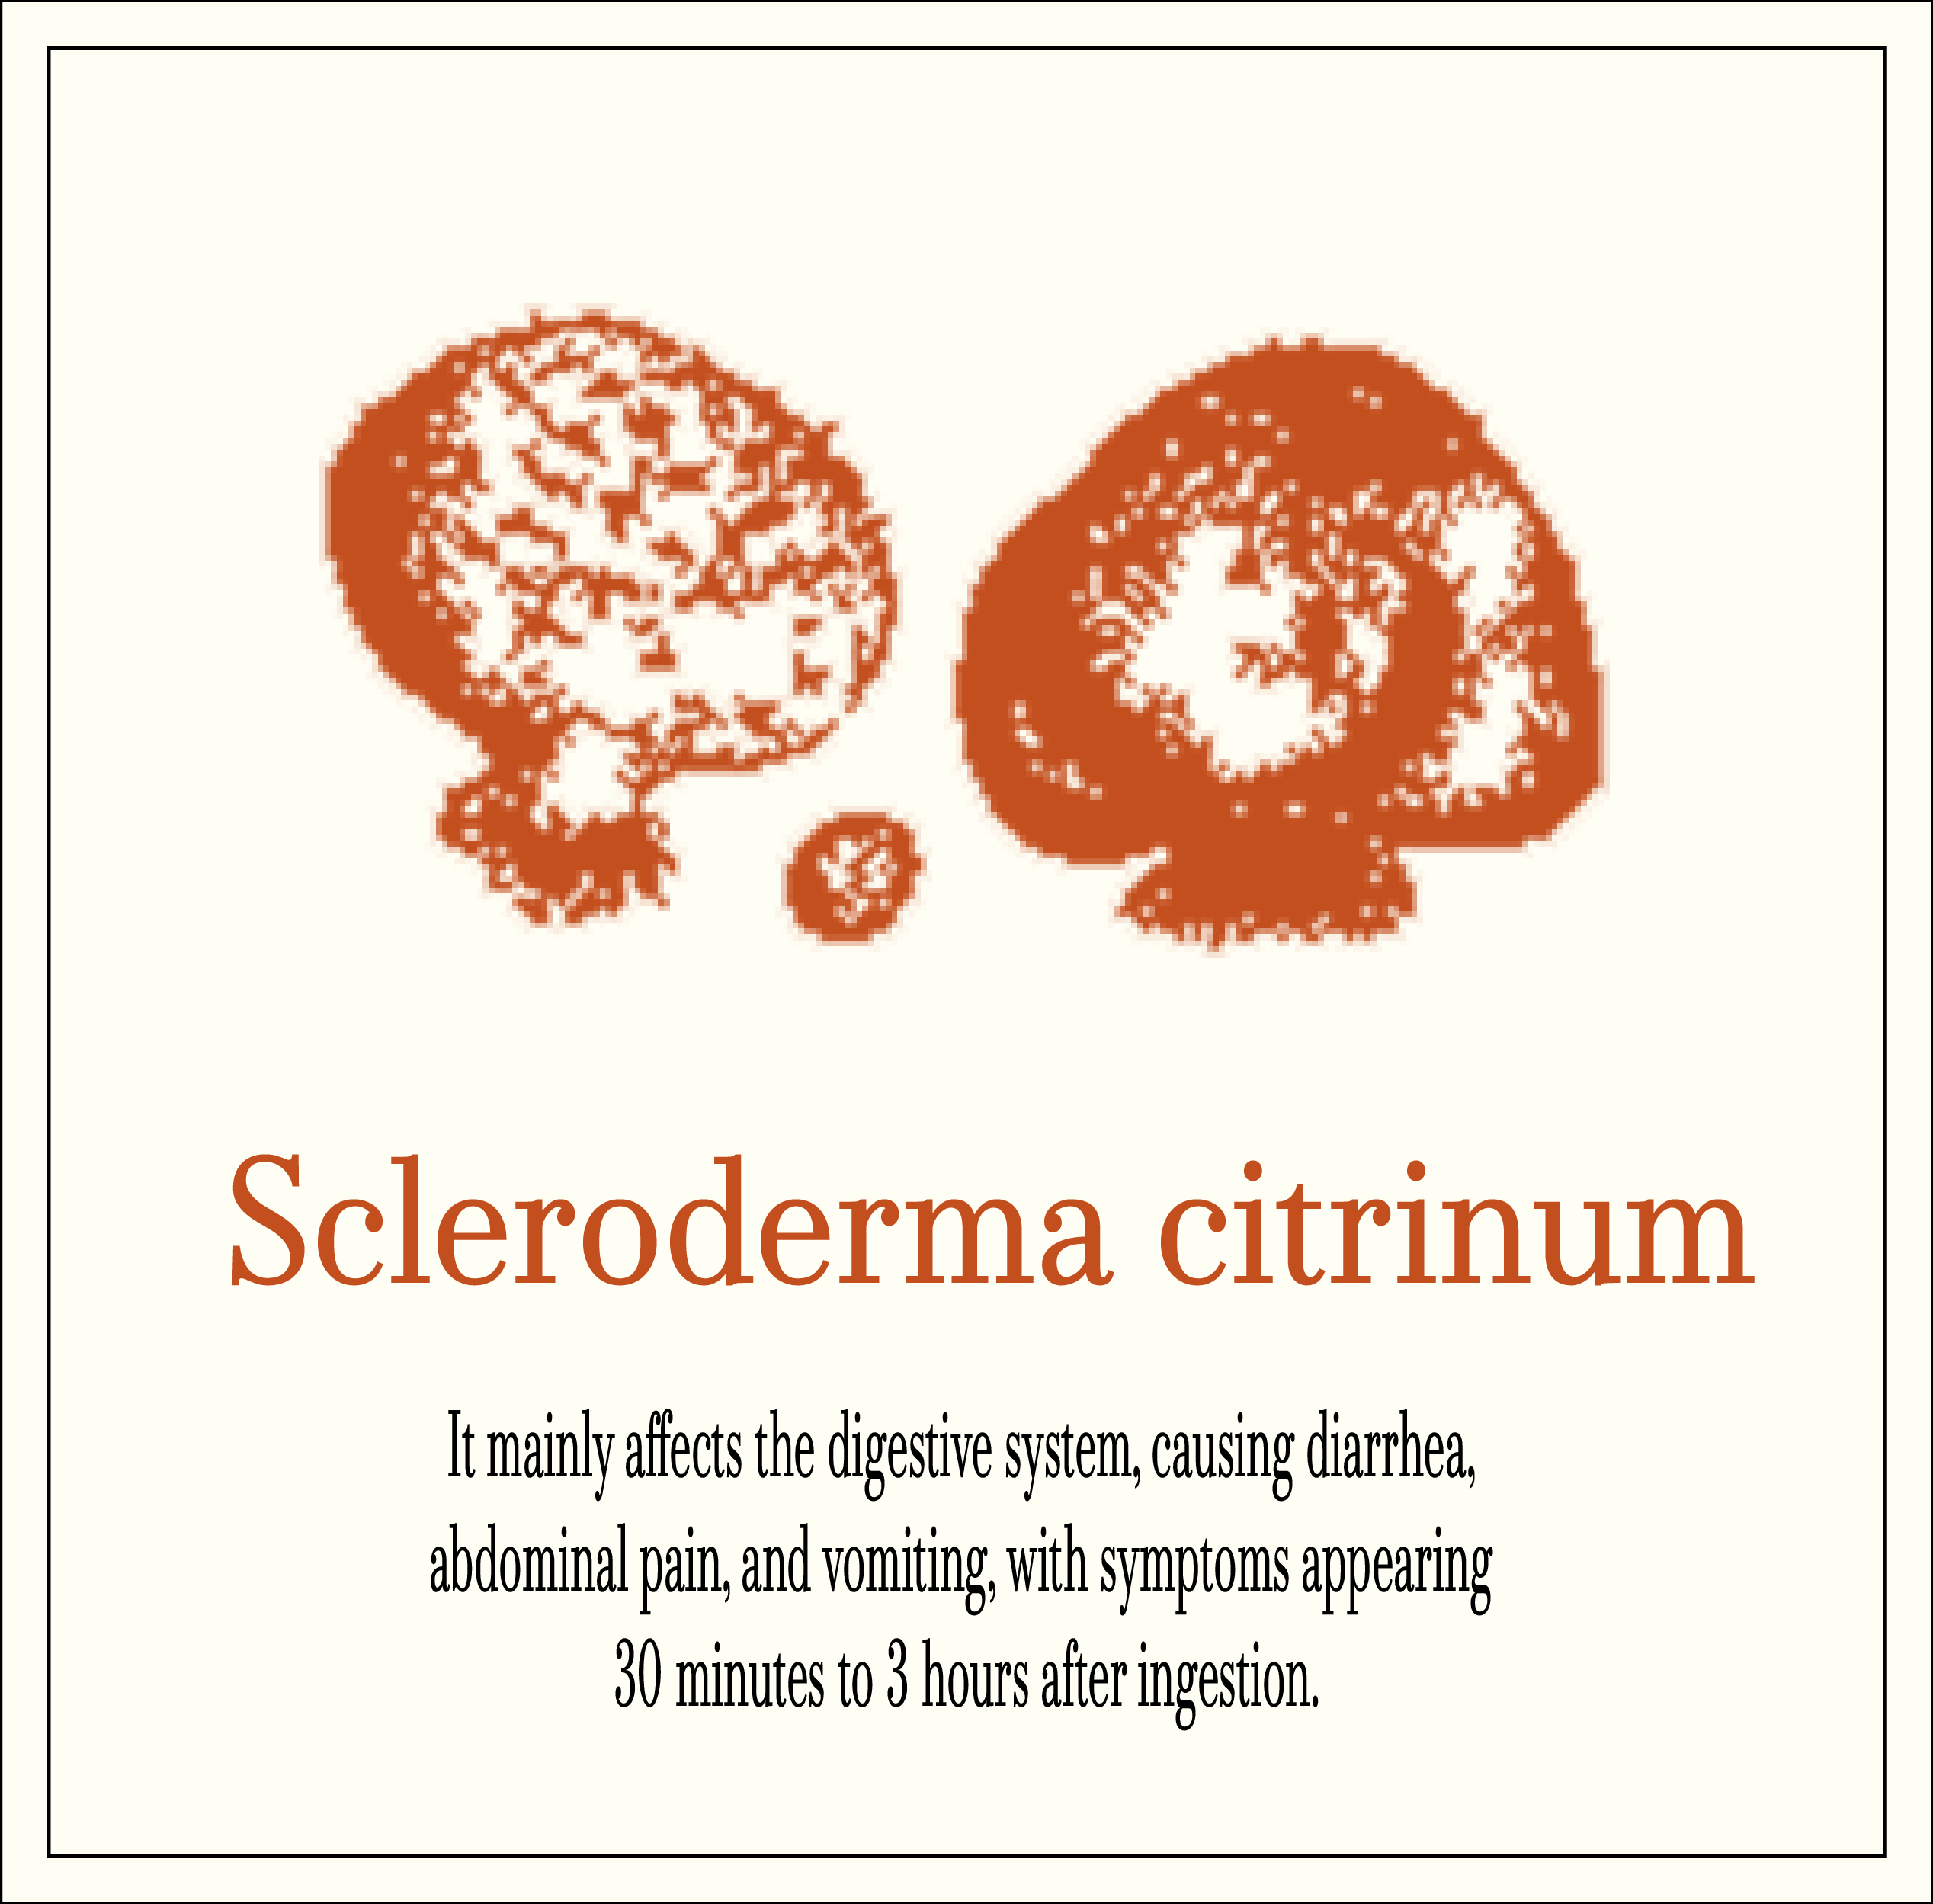 Scleroderma citrinum
It mainly affects the digestive system, causing diarrhea,
abdominal pain, and vomiting, with symptoms appearing
30 minutes to 3 hours after ingestion.